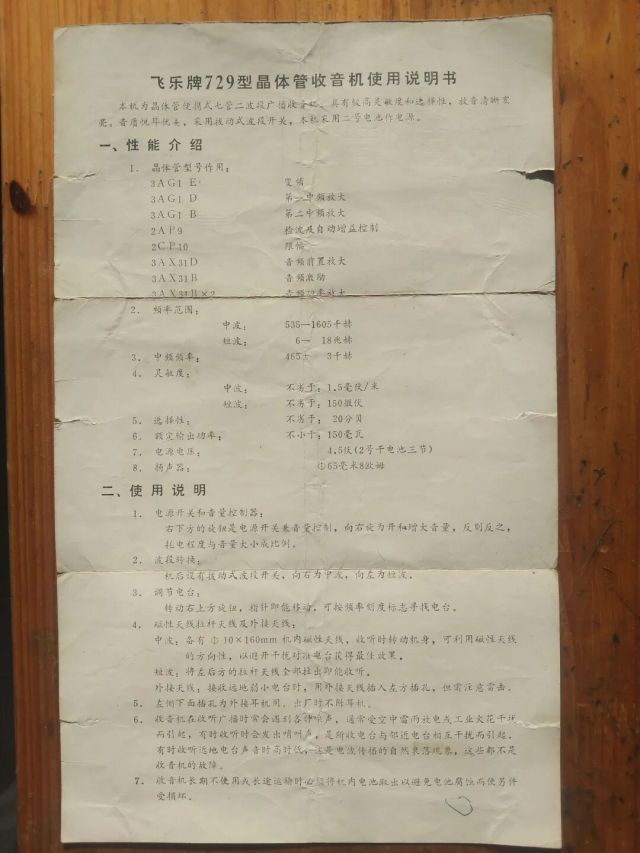 飞乐牌729型晶体管收音机使用说明书
本机为晶体管便携式七管二波段广播收音机、具有较高灵敏度和选择性，放音清晰宏
亮。音质悦耳优美，采用拨动式波段开关，本机采用二号电池作电源。
一、性能介绍
1. 晶体管型号作用：
3AG1E 变频
3AG1D 第一中频放大
3AG1B 第二中频放大
2AP9 检波及自动增益控制
2CP10 限幅
3AX31D 音频前置放大
3AX31B 音频激励
3AX31B×2 音频功率放大
2. 频率范围：
中波： 535—1605千赫
短波： 6— 18兆赫
3. 中频频率： 465± 3千赫
4. 灵敏度：
中波： 不劣于：1.5毫伏/米
短波： 不劣于：150微伏
5. 选择性： 不劣于： 20分贝
6. 额定输出功率： 不小于：150毫瓦
7. 电源电压： 4.5伏(2号干电池三节)
8. 扬声器： Φ65毫米8欧姆
二、使用说明
1. 电源开关和音量控制器：
右下方的旋钮是电源开关兼音量控制，向右旋为开和增大音量，反则反之，
耗电程度与音量大小成比例。
2. 波段转换：
机后设有拔动式波段开关，向右为中波，向左为短波。
3. 调节电台：
转动右上方旋钮，指针即能移动，可按频率刻度标志寻找电台。
4. 磁性天线拉杆天线及外接天线：
中波：备有Φ10×160mm 机内磁性天线，收听时转动机身，可利用磁性天线
的方向性，以避开干扰对准电台获得最佳效果。
短波：将左后方的拉杆天线全部拉出即能收听。
外接天线：接收远地弱小电台时，用外接天线插入左方插孔，但需注意雷击。
5. 左侧下面插孔为外接耳机用，出厂时不附耳机。
6. 收音机在收听广播时常会遇到各种噪声，通常受空中雷雨放电或工业火花干扰
而引起，有时收听时会发出哨叫声，是所收电台与邻近电台相互干扰而引起。
有时收听远地电台声音时高时低，这是电波传播的自然衰落现象，这些都不是
收音机的故障。
7. 收音机长期不使用或长途运输时必须将机内电池取出以避免电池腐蚀而使另件
受损坏。